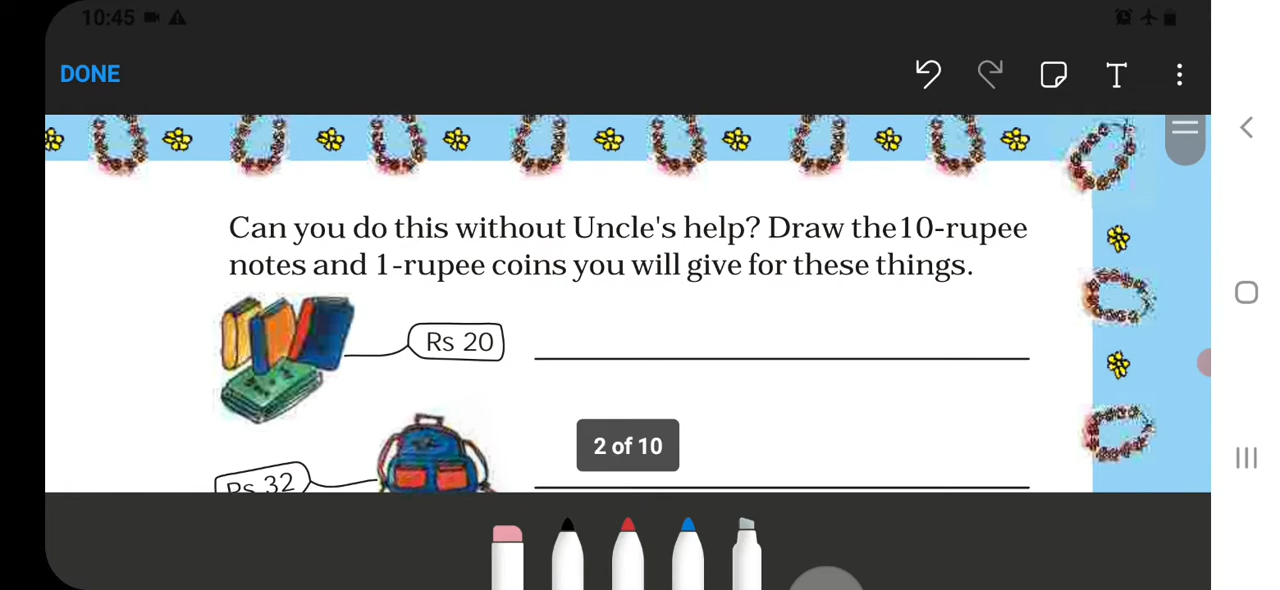 10:45
DONE
T
Can you do this without Uncle's help? Draw the10-rupee
notes and 1-rupee coins you will give for these things.
Rs 20
2 of 10
Rs 32